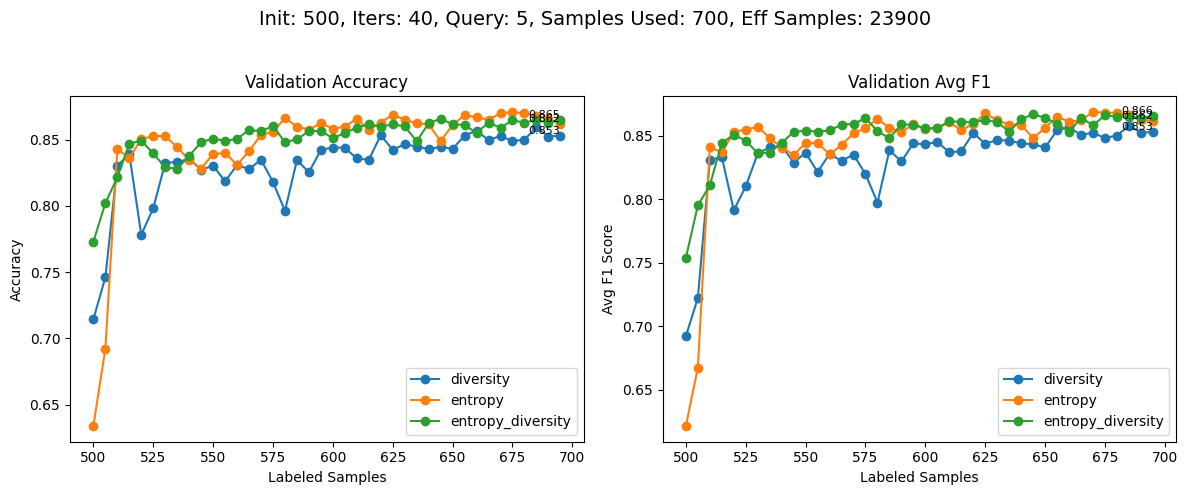 Init: 500, Iters: 40, Query: 5, Samples Used: 700, Eff Samples: 23900
Validation Accuracy
Accuracy
0.85
0.80
0.75
0.70
0.65
0.865
0.853
diversity
entropy
entropy_diversity
500
525
550
575
600
625
650
675
700
Labeled Samples
Validation Avg F1
Avg F1 Score
0.85
0.80
0.75
0.70
0.65
0.866
0.862
0.853
diversity
entropy
entropy_diversity
500
525
550
575
600
625
650
675
700
Labeled Samples